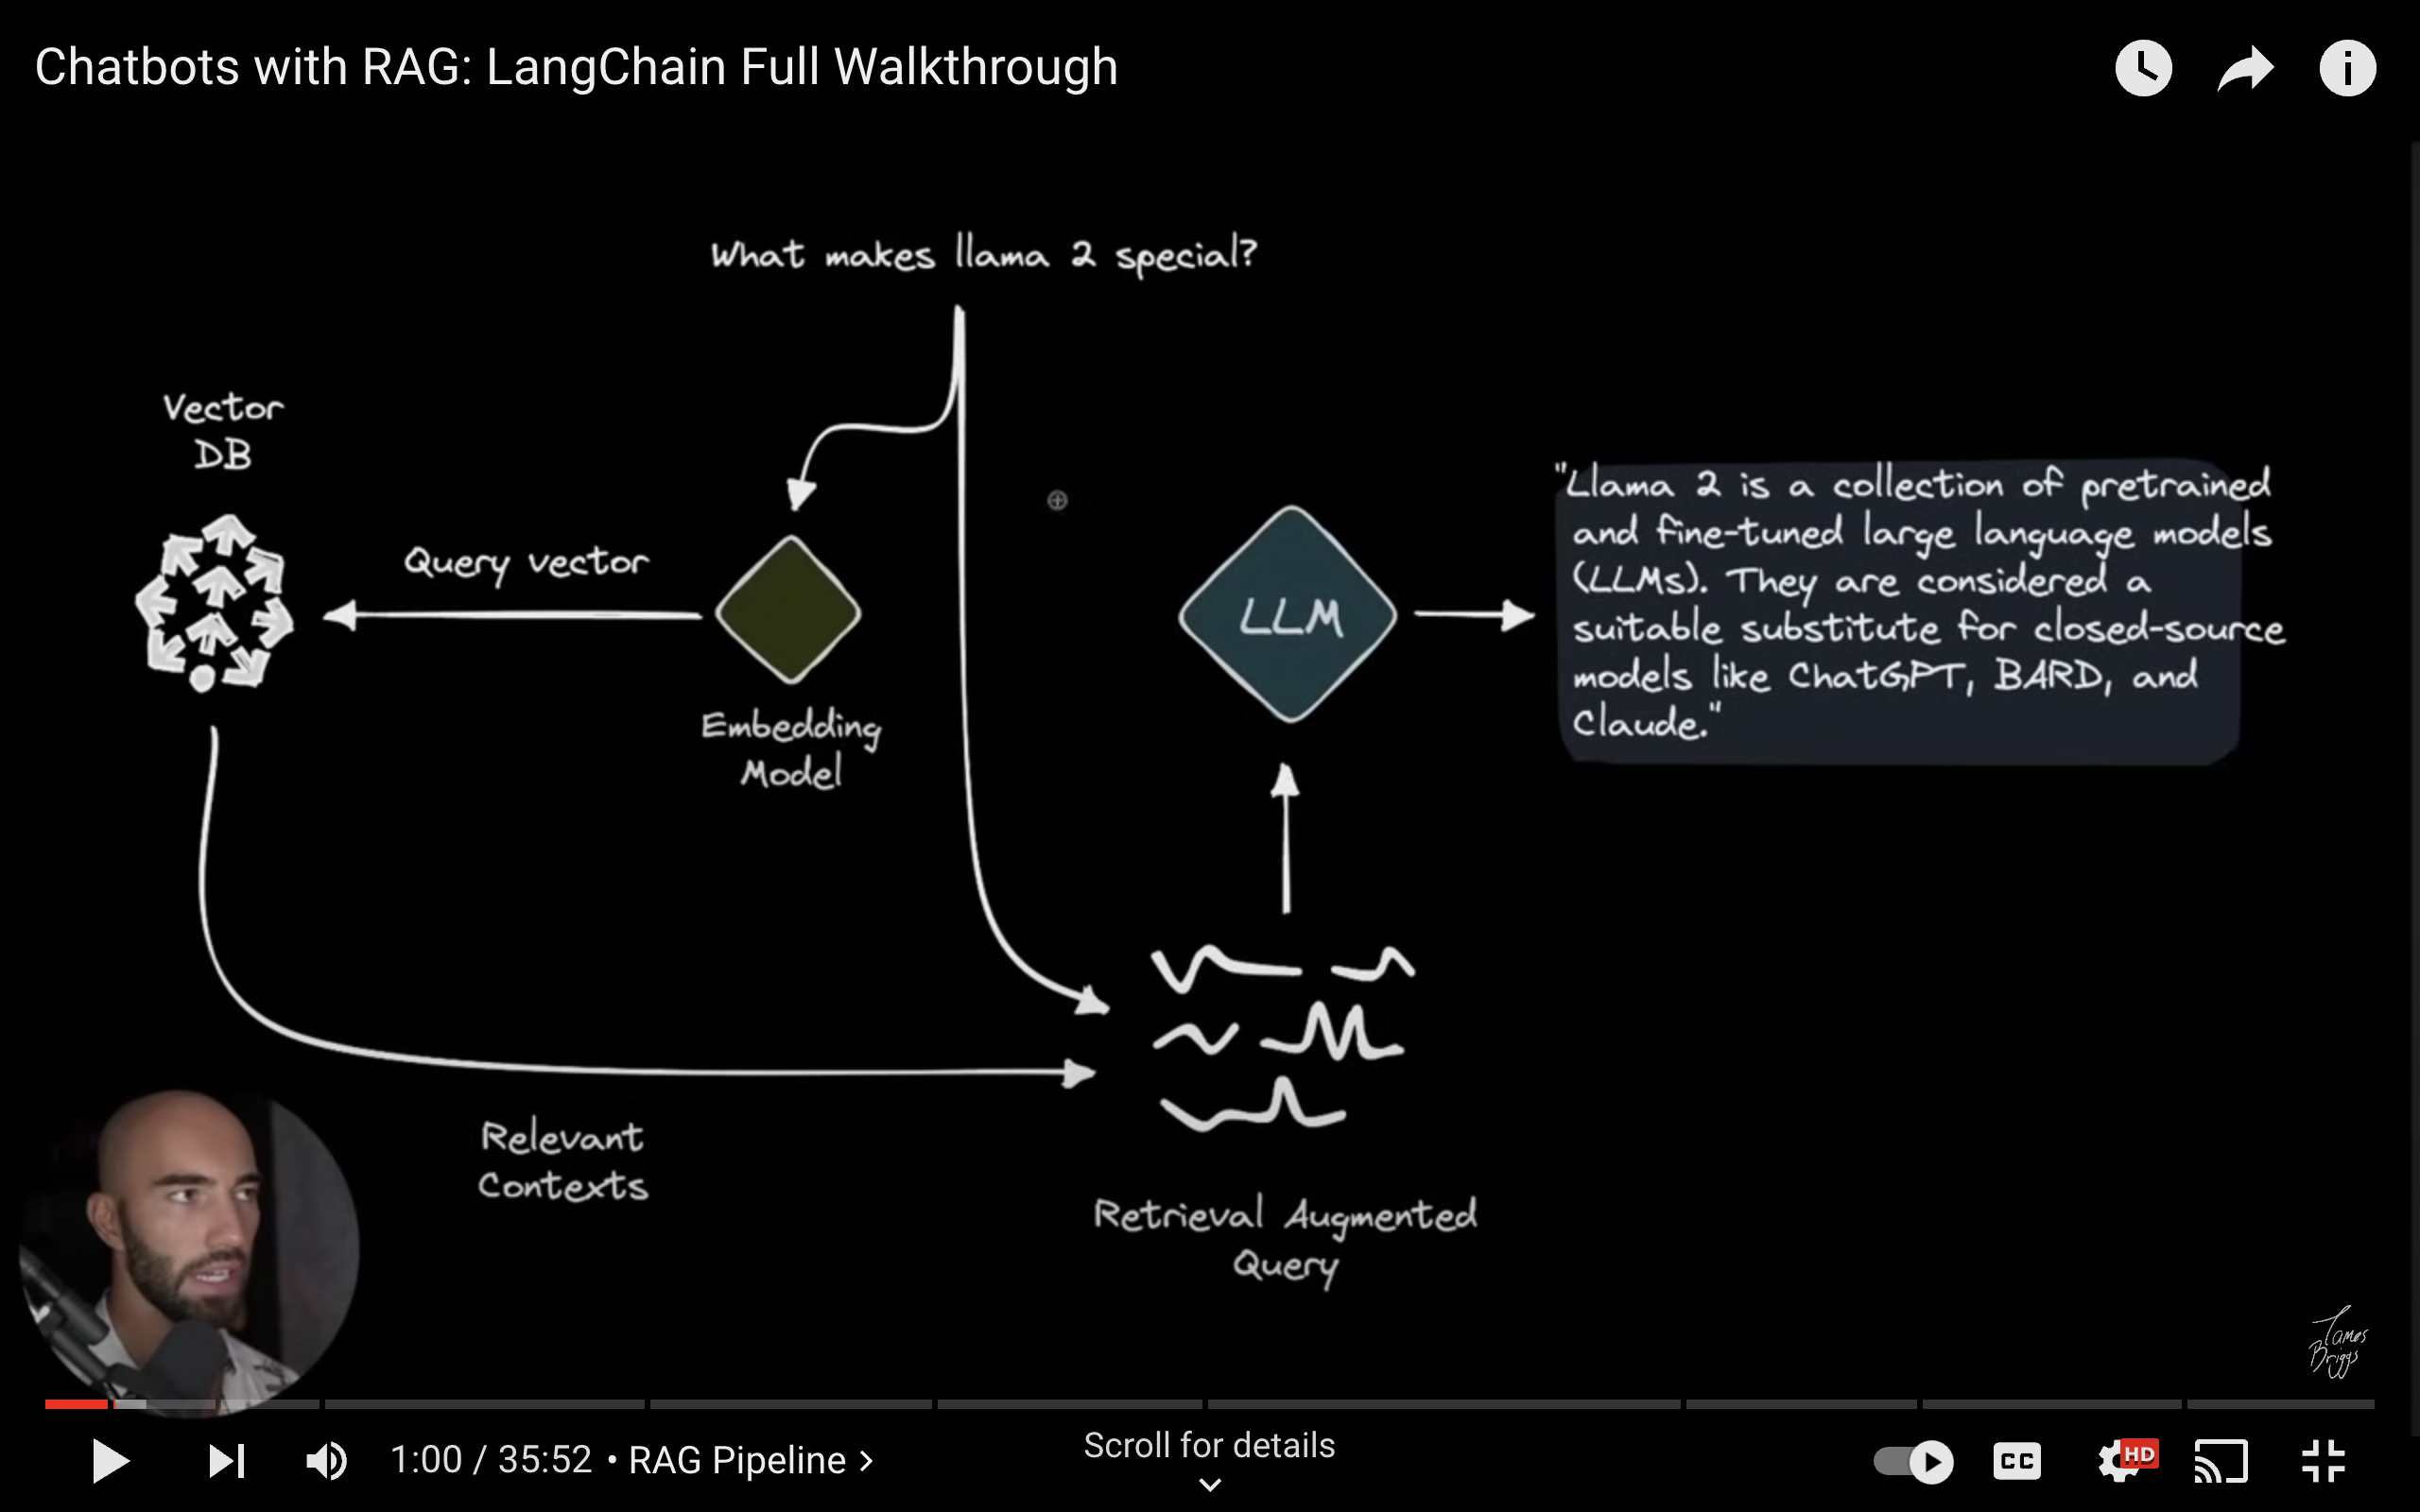 Chatbots with RAG: LangChain Full Walkthrough
What makes llama 2 special?
Vector
DB
Query vector
Embedding
Model
LLM
"Llama 2 is a collection of pretrained
and fine-tuned large language models
(LLMs). They are considered a
suitable substitute for closed-source
models like ChatGPT, BARD, and
Claude."
Relevant
Contexts
Retrieval Augmented
Query
James
Briggs
1:00 / 35:52 • RAG Pipeline >
Scroll for details
CC
HD